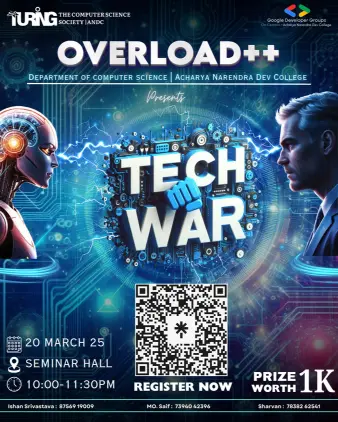 TURING THE COMPUTER SCIENCE
SOCIETY | ANDC
Google Developer Groups
OVERLOAD++
DEPARTMENT OF COMPUTER SCIENCE | ACHARYA NARENDRA DEV COLLEGE
Presents
TECH
WAR
20 MARCH 25
SEMINAR HALL
10:00-11:30PM
REGISTER NOW
PRIZE
WORTH 1K
Ishan Srivastava : 87569 19009
MO. Saif : 73960 42396
Sharvan : 78382 62541